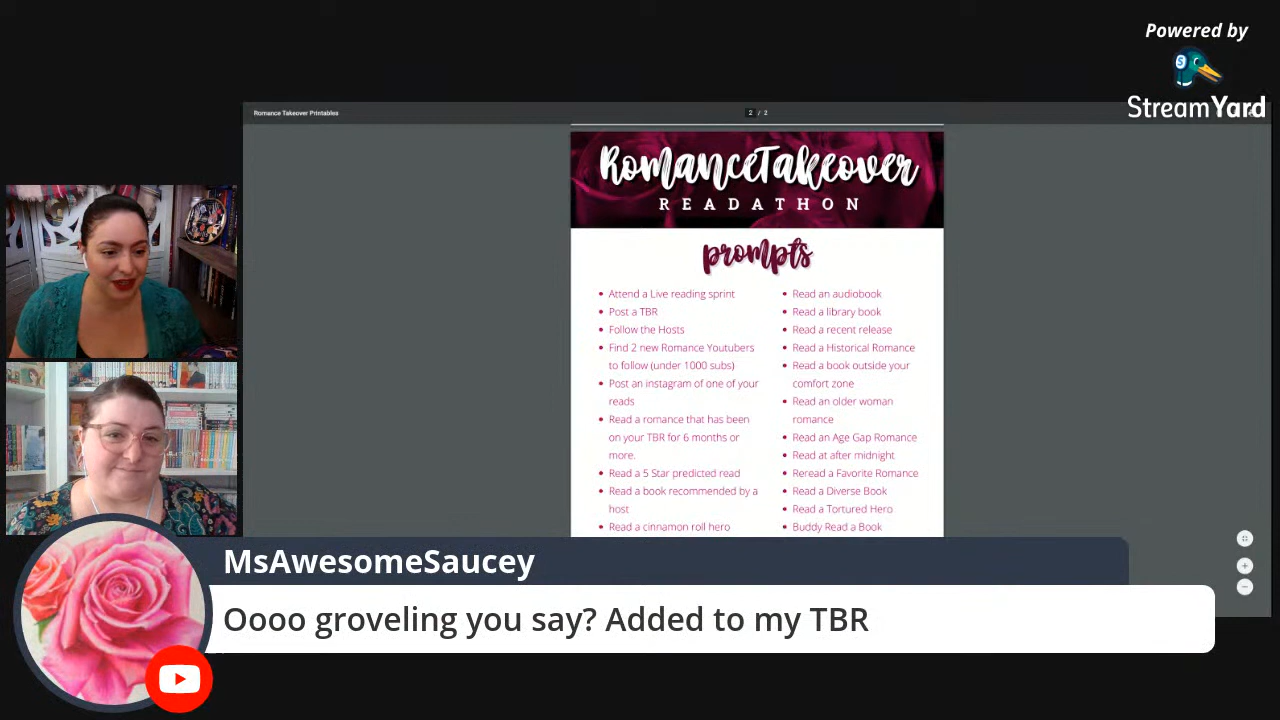 Powered by
StreamYard
Romance Takeover Printables
2 / 2
RomanceTakeover
READATHON
prompts
Attend a Live reading sprint
Post a TBR
Follow the Hosts
Find 2 new Romance Youtubers
to follow (under 1000 subs)
Post an instagram of one of your
reads
Read a romance that has been
on your TBR for 6 months or
more.
Read a 5 Star predicted read
Read a book recommended by a
host
Read a cinnamon roll hero
Read an audiobook
Read a library book
Read a recent release
Read a Historical Romance
Read a book outside your
comfort zone
Read an older woman
romance
Read an Age Gap Romance
Read at after midnight
Reread a Favorite Romance
Read a Diverse Book
Read a Tortured Hero
Buddy Read a Book
MsAwesomeSaucey
Oooo groveling you say? Added to my TBR